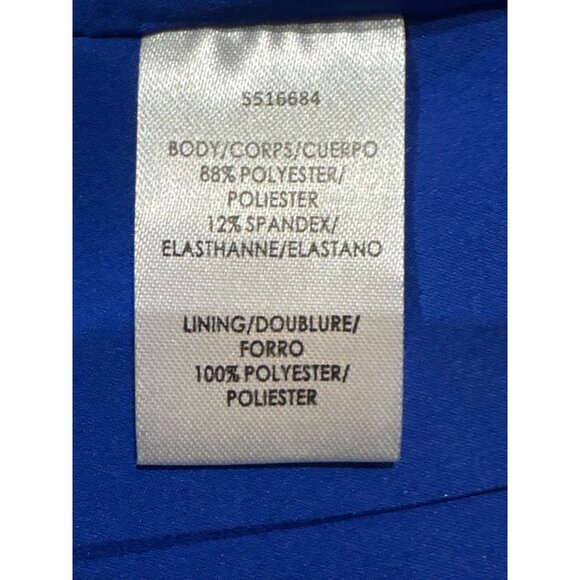 5516684
BODY/CORPS/CUERPO
88% POLYESTER/
POLIESTER
12% SPANDEX/
ELASTHANNE/ELASTANO
LINING/DOUBLURE/
FORRO
100% POLYESTER/
POLIESTER